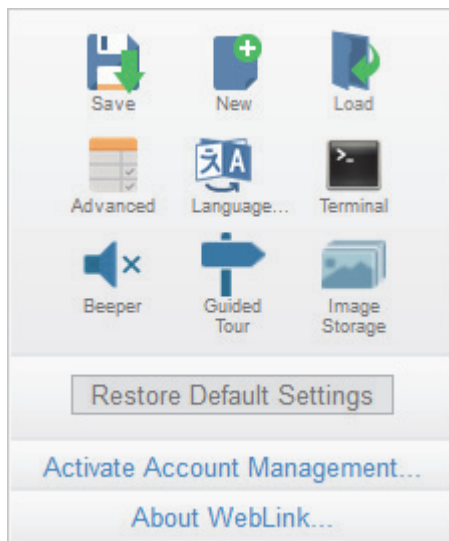 Save New Load
Advanced Language... Terminal
Beeper Guided Tour Image Storage
Restore Default Settings
Activate Account Management...
About WebLink...